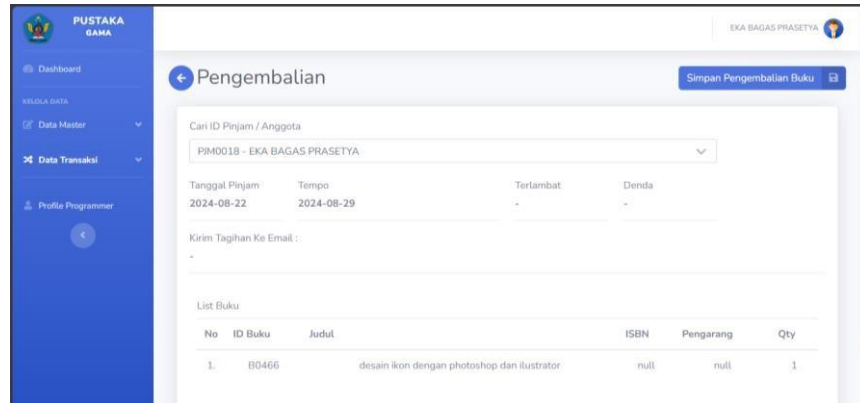 PUSTAKA
GAMA
EKA BAGAS PRASETYA
Dashboard
Pengembalian
Simpan Pengembalian Buku
KELOLA DATA
Data Master
Data Transaksi
Profile Programmer
Cari ID Pinjam / Anggota
PJM0018 - EKA BAGAS PRASETYA
Tanggal Pinjam Tempo Terlambat Denda
2024-08-22 2024-08-29 - -
Kirim Tagihan Ke Email :
-
List Buku
No ID Buku Judul ISBN Pengarang Qty
1. B0466 desain ikon dengan photoshop dan ilustrator null null 1